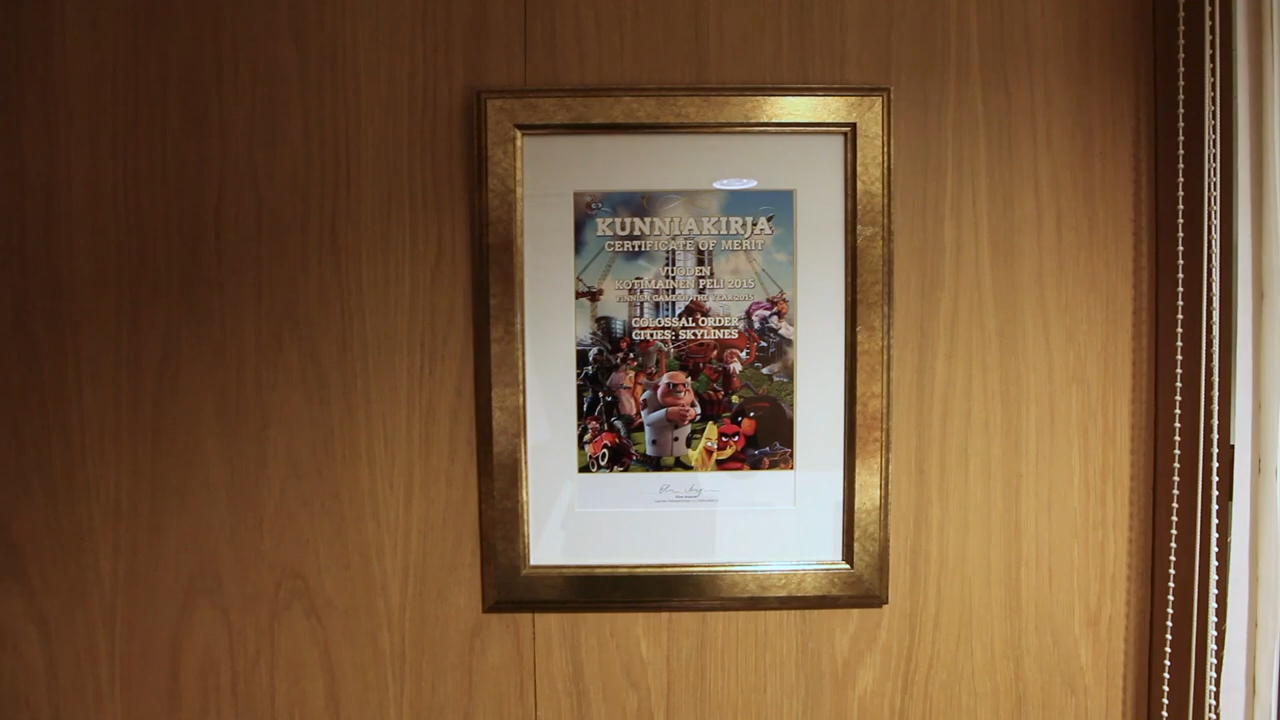 KUNNIAKIRJA
CERTIFICATE OF MERIT
VUODEN
KOTIMAINEN PELI 2015
FINNISH GAME OF THE YEAR 2015
COLOSSAL ORDER
CITIES: SKYLINES